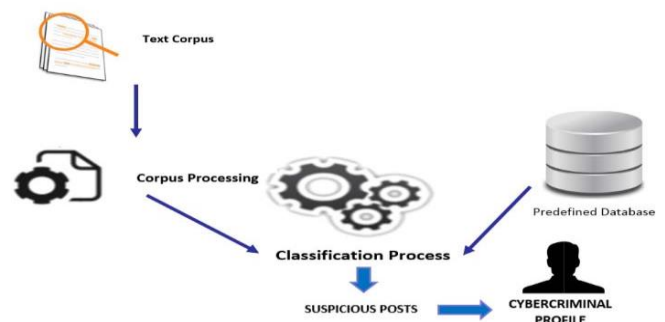 Text Corpus
Corpus Processing
Predefined Database
Classification Process
SUSPICIOUS POSTS
CYBERCRIMINAL
PROFILE